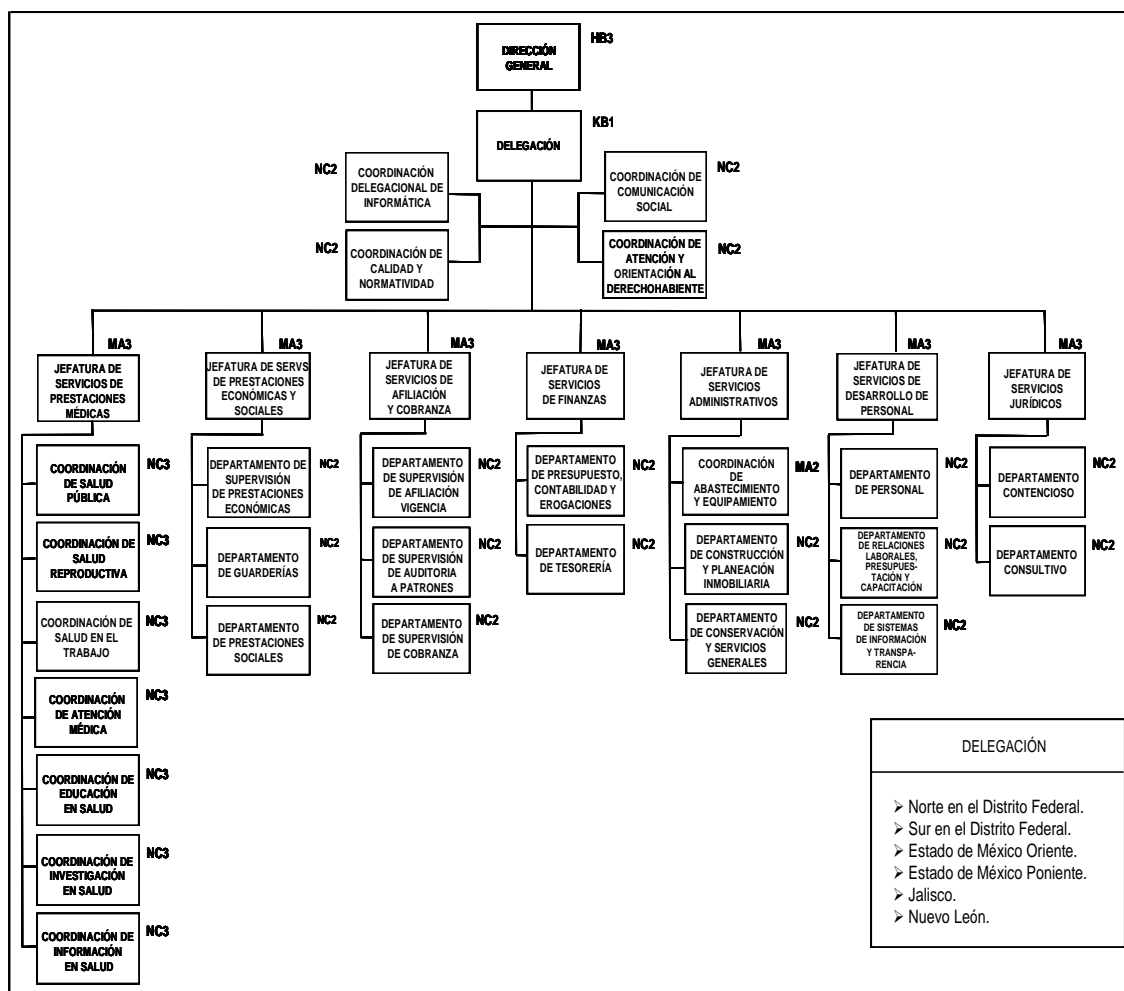 HB3
DIRECCIÓN
GENERAL
KB1
DELEGACIÓN
NC2
COORDINACIÓN
DELEGACIONAL DE
INFORMÁTICA
NC2
COORDINACIÓN DE
COMUNICACIÓN
SOCIAL
NC2
COORDINACIÓN DE
CALIDAD Y
NORMATIVIDAD
NC2
COORDINACIÓN DE
ATENCIÓN Y
ORIENTACIÓN AL
DERECHOHABIENTE
MA3
JEFATURA DE
SERVICIOS DE
PRESTACIONES
MÉDICAS
NC3
COORDINACIÓN
DE SALUD
PÚBLICA
NC3
COORDINACIÓN DE
SALUD
REPRODUCTIVA
NC3
COORDINACIÓN DE
SALUD EN EL
TRABAJO
NC3
COORDINACIÓN
DE ATENCIÓN
MÉDICA
NC3
COORDINACIÓN DE
EDUCACIÓN
EN SALUD
NC3
COORDINACIÓN DE
INVESTIGACIÓN
EN SALUD
NC3
COORDINACIÓN DE
INFORMACIÓN
EN SALUD
MA3
JEFATURA DE SERVS
DE PRESTACIONES
ECONÓMICAS Y
SOCIALES
NC2
DEPARTAMENTO DE
SUPERVISIÓN
DE PRESTACIONES
ECONÓMICAS
NC2
DEPARTAMENTO
DE GUARDERÍAS
NC2
DEPARTAMENTO
DE PRESTACIONES
SOCIALES
MA3
JEFATURA DE
SERVICIOS DE
AFILIACIÓN
Y COBRANZA
NC2
DEPARTAMENTO
DE SUPERVISIÓN
DE AFILIACIÓN
VIGENCIA
NC2
DEPARTAMENTO
DE SUPERVISIÓN
DE AUDITORIA
A PATRONES
NC2
DEPARTAMENTO
DE SUPERVISIÓN
DE COBRANZA
MA3
JEFATURA DE
SERVICIOS
DE FINANZAS
NC2
DEPARTAMENTO
DE PRESUPUESTO,
CONTABILIDAD Y
EROGACIONES
NC2
DEPARTAMENTO
DE TESORERÍA
MA3
JEFATURA DE
SERVICIOS
ADMINISTRATIVOS
MA2
COORDINACIÓN
DE
ABASTECIMIENTO
Y EQUIPAMIENTO
NC2
DEPARTAMENTO
DE CONSTRUCCIÓN
Y PLANEACIÓN
INMOBILIARIA
NC2
DEPARTAMENTO
DE CONSERVACIÓN
Y SERVICIOS
GENERALES
MA3
JEFATURA DE
SERVICIOS DE
DESARROLLO DE
PERSONAL
NC2
DEPARTAMENTO
DE PERSONAL
NC2
DEPARTAMENTO
DE RELACIONES
LABORALES,
PRESUPUES-
TACIÓN Y
CAPACITACIÓN
NC2
DEPARTAMENTO
DE SISTEMAS
DE INFORMACIÓN
Y TRANSPA-
RENCIA
MA3
JEFATURA DE
SERVICIOS
JURÍDICOS
NC2
DEPARTAMENTO
CONTENCIOSO
NC2
DEPARTAMENTO
CONSULTIVO
DELEGACIÓN
➢ Norte en el Distrito Federal.
➢ Sur en el Distrito Federal.
➢ Estado de México Oriente.
➢ Estado de México Poniente.
➢ Jalisco.
➢ Nuevo León.